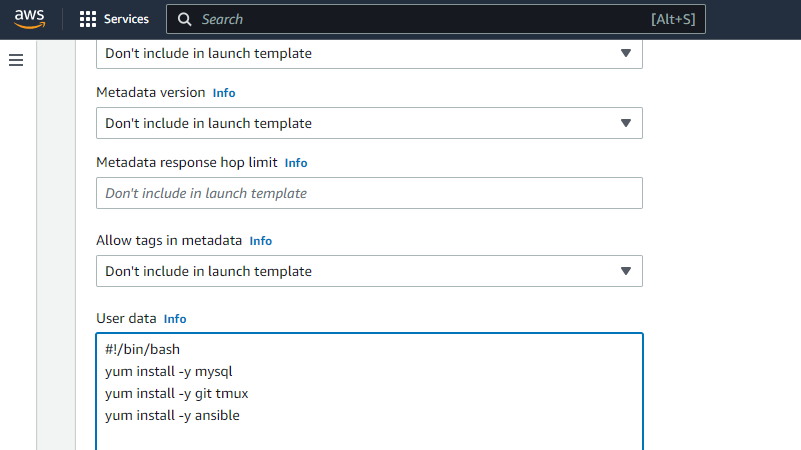 aws
Services
Search
[Alt+S]
Don't include in launch template
Metadata version Info
Don't include in launch template
Metadata response hop limit Info
Don't include in launch template
Allow tags in metadata Info
Don't include in launch template
User data Info
#!/bin/bash
yum install -y mysql
yum install -y git tmux
yum install -y ansible